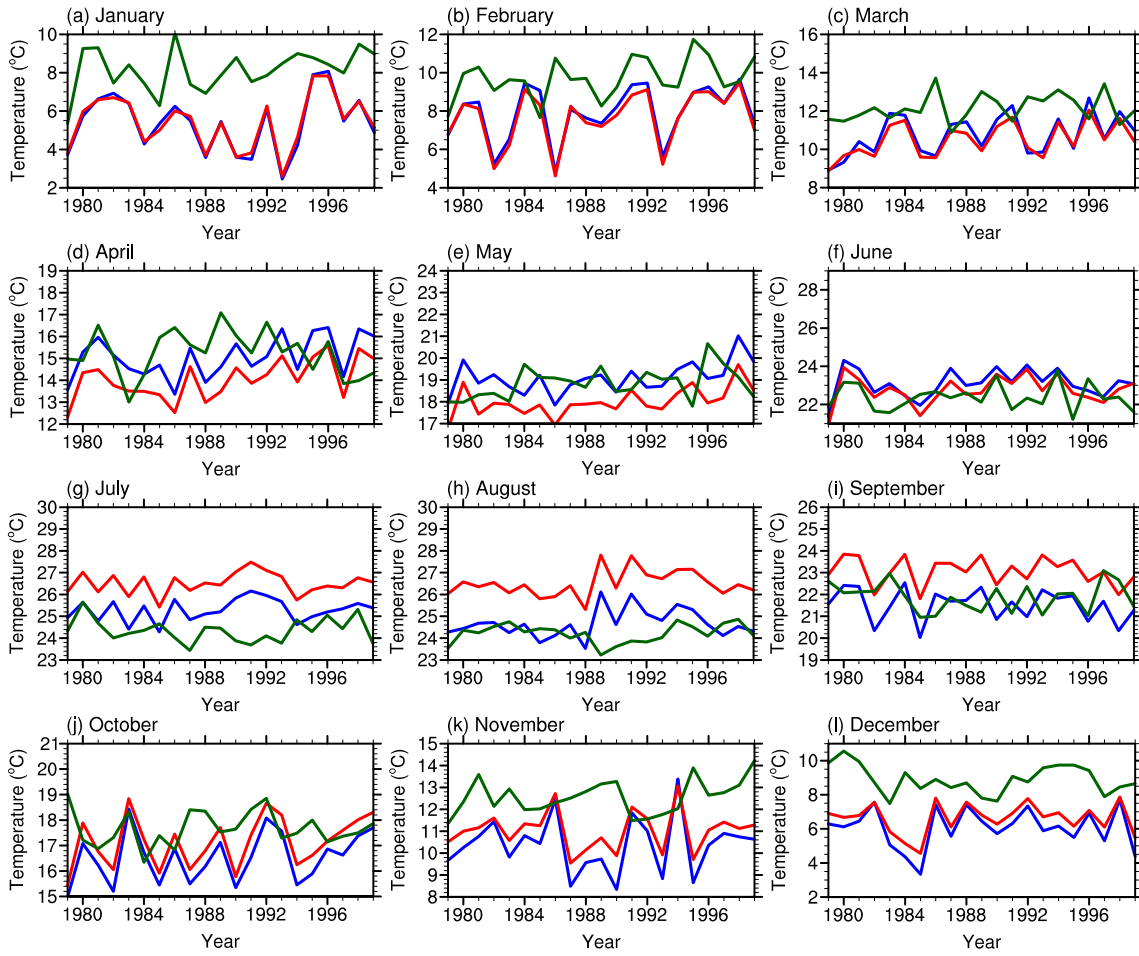 (a) January
(b) February
(c) March
Temperature (°C)
10
8
6
4
2
1980 1984 1988 1992 1996
Year
Temperature (°C)
12
10
8
6
4
1980 1984 1988 1992 1996
Year
Temperature (°C)
16
14
12
10
8
1980 1984 1988 1992 1996
Year
(d) April
(e) May
(f) June
Temperature (°C)
19
18
17
16
15
14
13
12
1980 1984 1988 1992 1996
Year
Temperature (°C)
24
23
22
21
20
19
18
17
1980 1984 1988 1992 1996
Year
Temperature (°C)
28
26
24
22
1980 1984 1988 1992 1996
Year
(g) July
(h) August
(i) September
Temperature (°C)
30
29
28
27
26
25
24
23
1980 1984 1988 1992 1996
Year
Temperature (°C)
30
29
28
27
26
25
24
23
1980 1984 1988 1992 1996
Year
Temperature (°C)
26
25
24
23
22
21
20
19
1980 1984 1988 1992 1996
Year
(j) October
(k) November
(l) December
Temperature (°C)
21
20
19
18
17
16
15
1980 1984 1988 1992 1996
Year
Temperature (°C)
15
14
13
12
11
10
9
8
1980 1984 1988 1992 1996
Year
Temperature (°C)
10
8
6
4
2
1980 1984 1988 1992 1996
Year